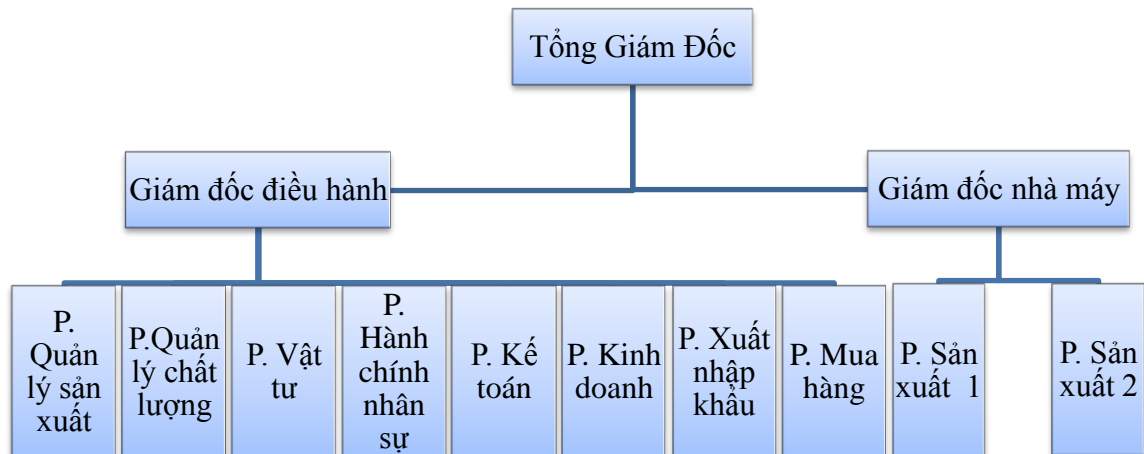 Tổng Giám Đốc
Giám đốc điều hành
Giám đốc nhà máy
P.
Quản
lý sản
xuất
P.Quản
lý chất
lượng
P. Vật
tư
P.
Hành
chính
nhân
sự
P. Kế
toán
P. Kinh
doanh
P. Xuất
nhập
khẩu
P. Mua
hàng
P. Sản
xuất 1
P. Sản
xuất 2